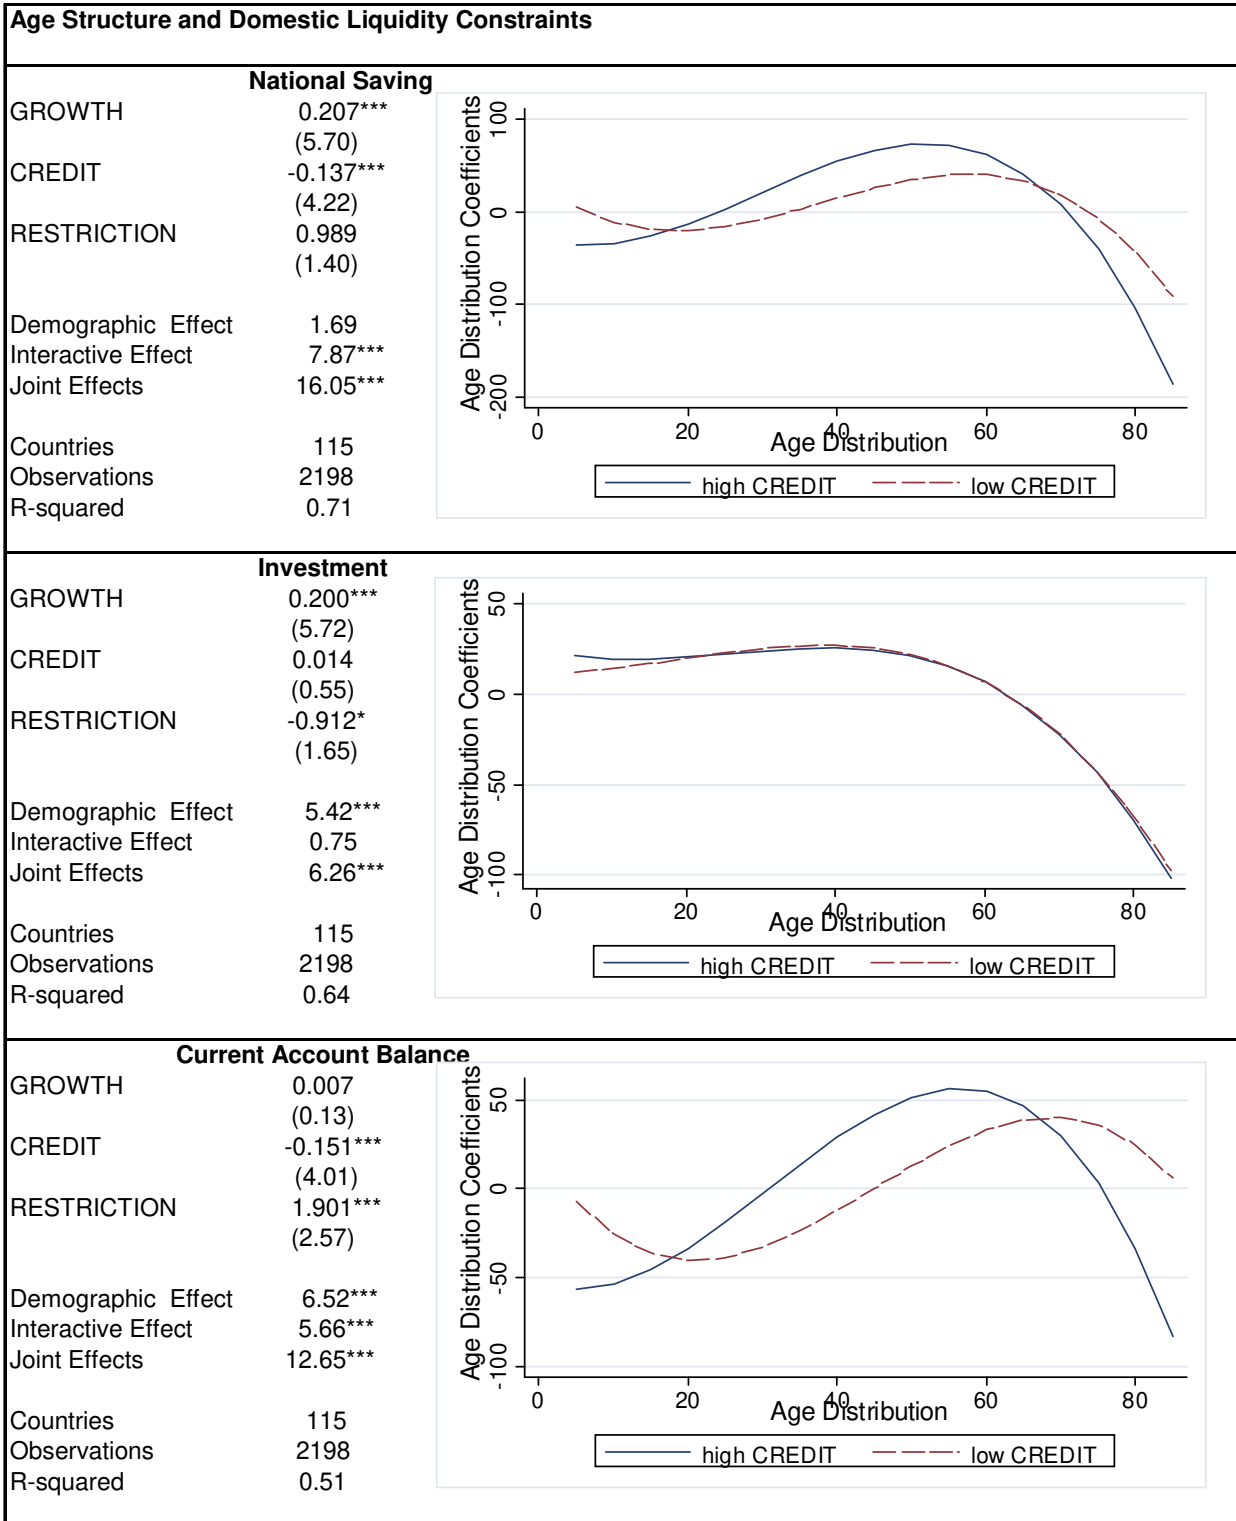 Age Structure and Domestic Liquidity Constraints
National Saving
GROWTH 0.207***
(5.70)
CREDIT -0.137***
(4.22)
RESTRICTION 0.989
(1.40)
Demographic Effect 1.69
Interactive Effect 7.87***
Joint Effects 16.05***
Countries 115
Observations 2198
R-squared 0.71
Age Distribution Coefficients
100
0
-100
-200
0 20 40 60 80
Age Distribution
high CREDIT low CREDIT
Investment
GROWTH 0.200***
(5.72)
CREDIT 0.014
(0.55)
RESTRICTION -0.912*
(1.65)
Demographic Effect 5.42***
Interactive Effect 0.75
Joint Effects 6.26***
Countries 115
Observations 2198
R-squared 0.64
Age Distribution Coefficients
50
0
-50
-100
0 20 40 60 80
Age Distribution
high CREDIT low CREDIT
Current Account Balance
GROWTH 0.007
(0.13)
CREDIT -0.151***
(4.01)
RESTRICTION 1.901***
(2.57)
Demographic Effect 6.52***
Interactive Effect 5.66***
Joint Effects 12.65***
Countries 115
Observations 2198
R-squared 0.51
Age Distribution Coefficients
50
0
-50
-100
0 20 40 60 80
Age Distribution
high CREDIT low CREDIT